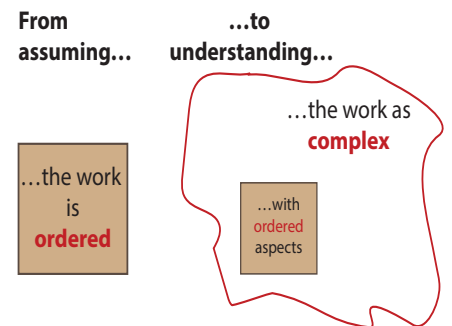 From
assuming…
…to
understanding…
…the work
is
ordered
…the work as
complex
…with
ordered
aspects